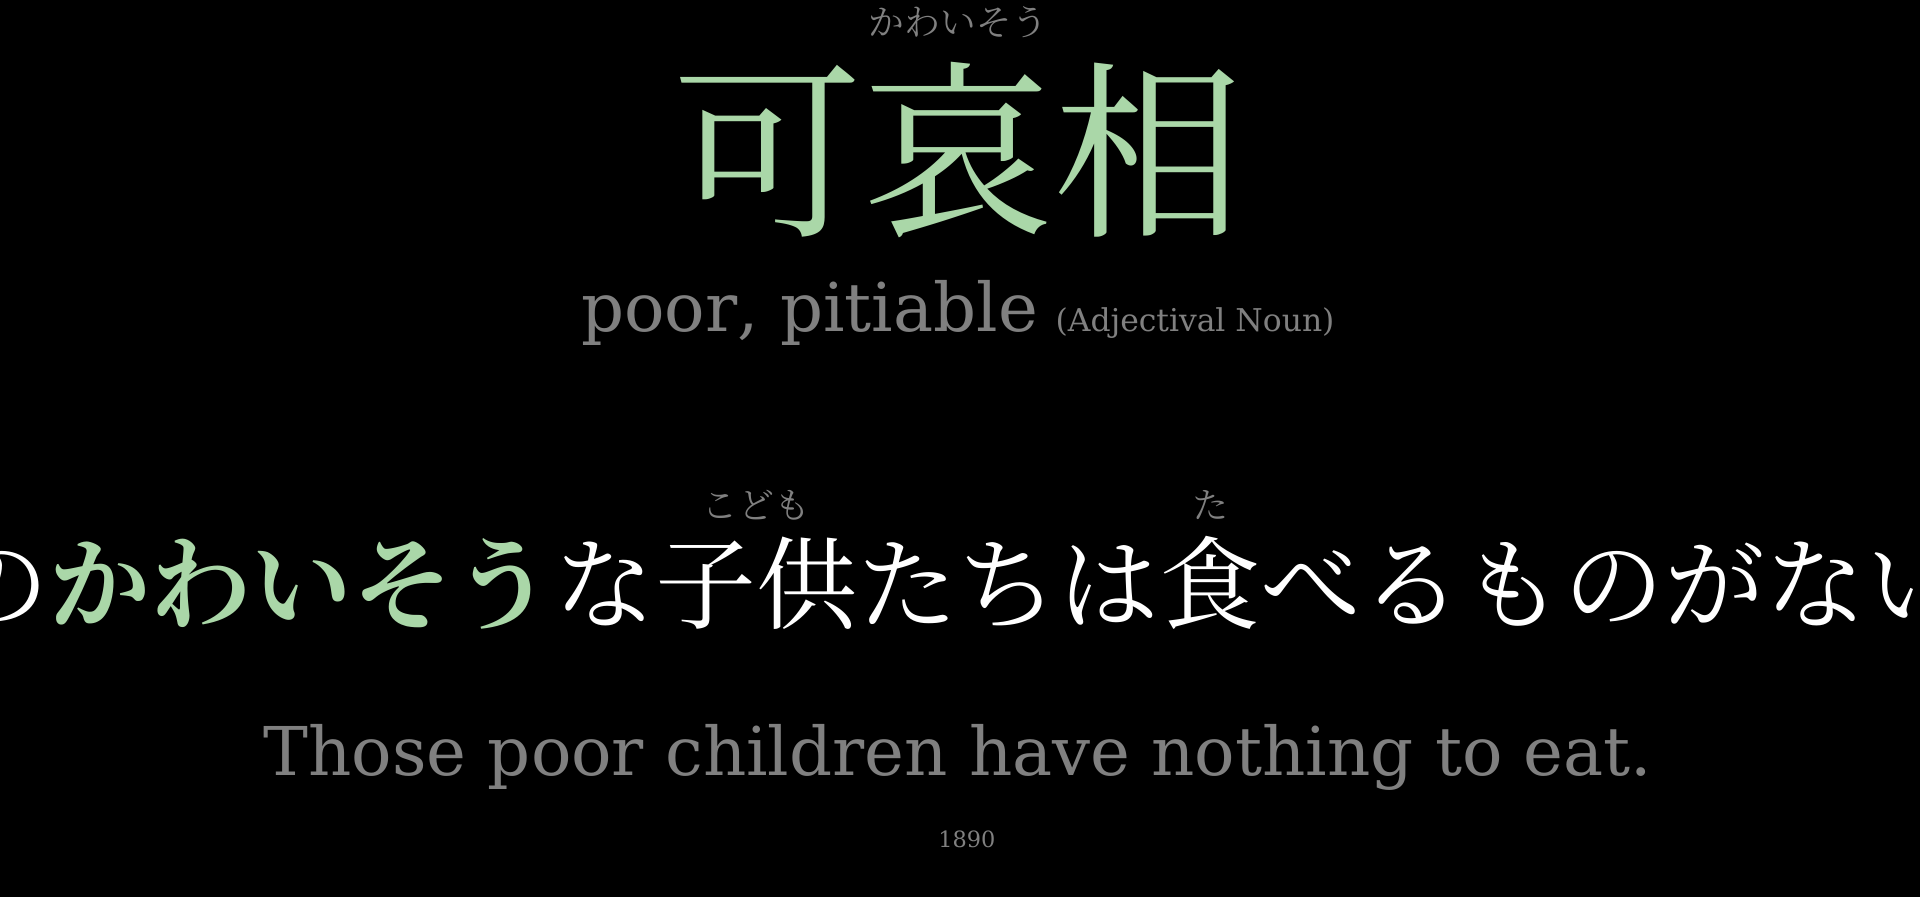 かわいそう
可哀相
poor, pitiable (Adjectival Noun)
こども た
のかわいそうな子供たちは食べるものがない
Those poor children have nothing to eat.
1890